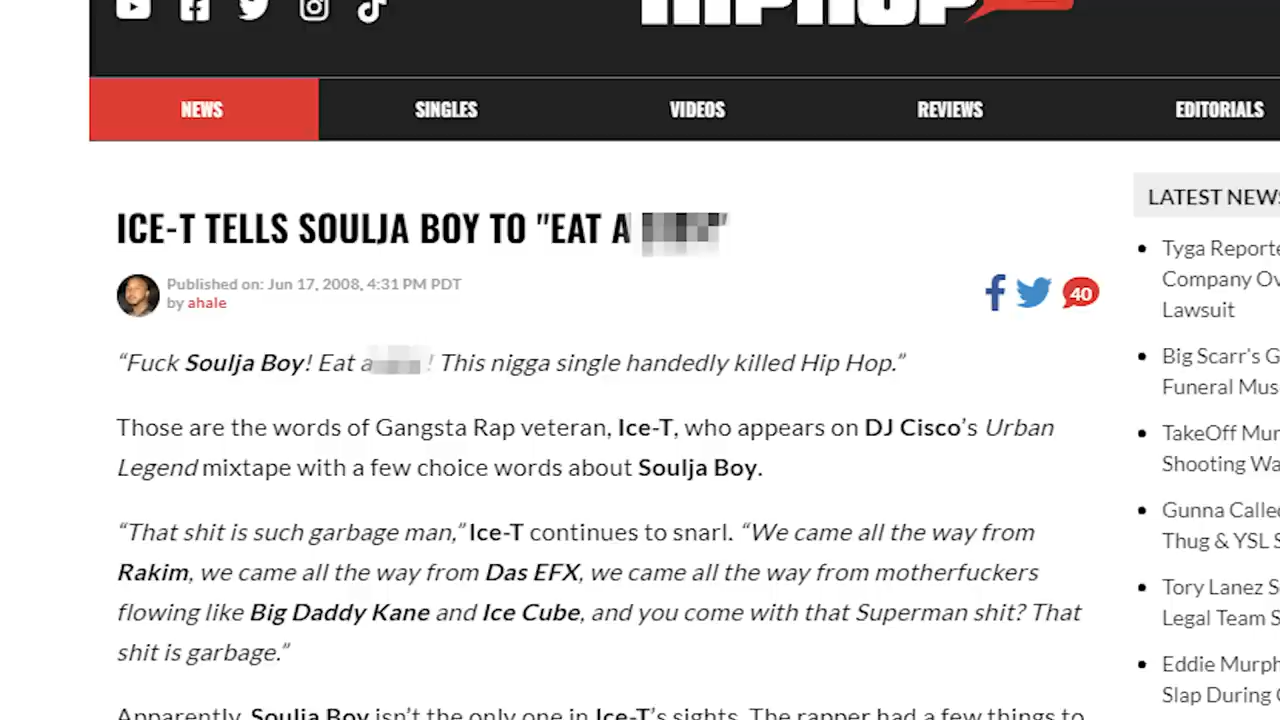 HIPHOP
NEWS
SINGLES
VIDEOS
REVIEWS
EDITORIALS
ICE-T TELLS SOULJA BOY TO "EAT A
Published on: Jun 17, 2008, 4:31 PM PDT
by ahale
40
“Fuck Soulja Boy! Eat a ! This nigga single handedly killed Hip Hop.”
Those are the words of Gangsta Rap veteran, Ice-T, who appears on DJ Cisco’s Urban
Legend mixtape with a few choice words about Soulja Boy.
“That shit is such garbage man,” Ice-T continues to snarl. “We came all the way from
Rakim, we came all the way from Das EFX, we came all the way from motherfuckers
flowing like Big Daddy Kane and Ice Cube, and you come with that Superman shit? That
shit is garbage.”
Apparently, Soulja Boy isn’t the only one in Ice-T’s sights. The rapper had a few things to
LATEST NEWS
Tyga Reporte
Company Ov
Lawsuit
Big Scarr's G
Funeral Mus
TakeOff Mur
Shooting Wa
Gunna Called
Thug & YSL S
Tory Lanez S
Legal Team S
Eddie Murph
Slap During G